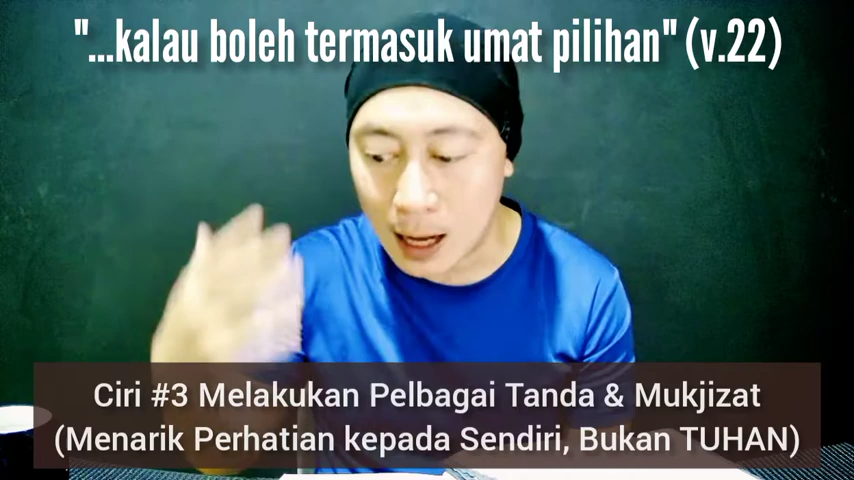 "...kalau boleh termasuk umat pilihan" (v.22)
Ciri #3 Melakukan Pelbagai Tanda & Mukjizat
(Menarik Perhatian kepada Sendiri, Bukan TUHAN)